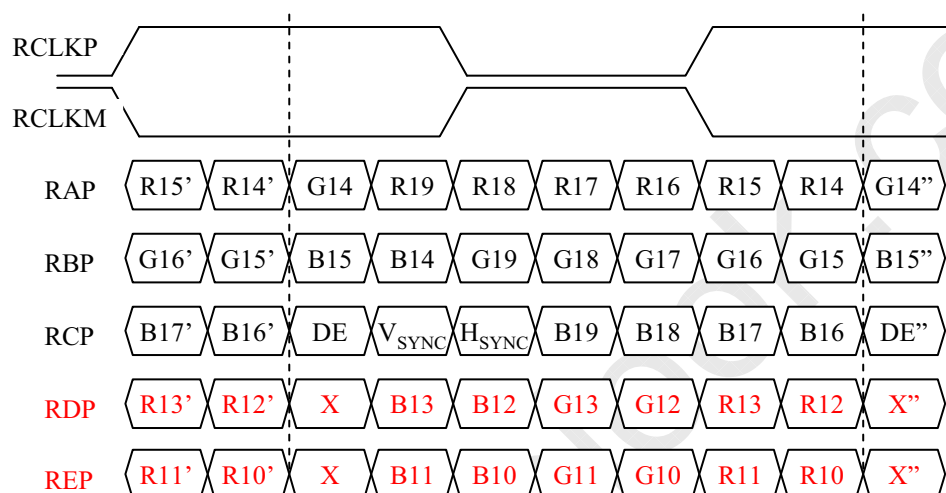 RCLKP
RCLKM
RAP R15’ R14’ G14 R19 R18 R17 R16 R15 R14 G14”
RBP G16’ G15’ B15 B14 G19 G18 G17 G16 G15 B15”
RCP B17’ B16’ DE VSYNC HSYNC B19 B18 B17 B16 DE”
RDP R13’ R12’ X B13 B12 G13 G12 R13 R12 X”
REP R11’ R10’ X B11 B10 G11 G10 R11 R10 X”